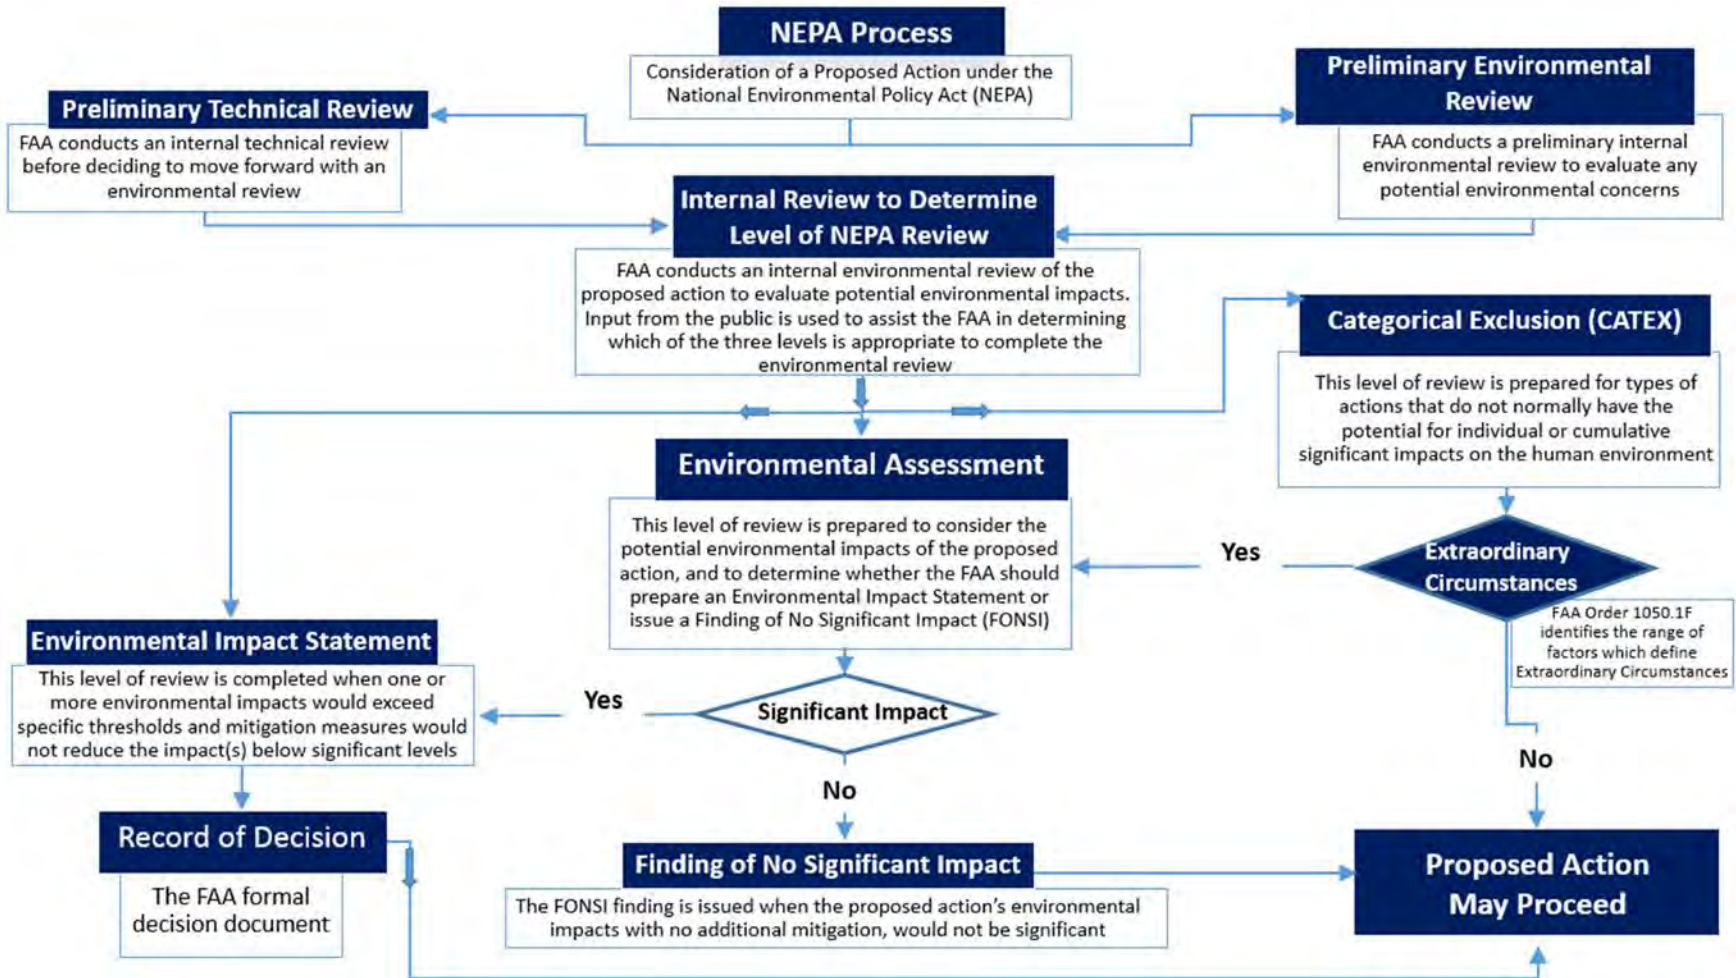 NEPA Process
Consideration of a Proposed Action under the
National Environmental Policy Act (NEPA)
Preliminary Technical Review
FAA conducts an internal technical review
before deciding to move forward with an
environmental review
Preliminary Environmental
Review
FAA conducts a preliminary internal
environmental review to evaluate any
potential environmental concerns
Internal Review to Determine
Level of NEPA Review
FAA conducts an internal environmental review of the
proposed action to evaluate potential environmental impacts.
Input from the public is used to assist the FAA in determining
which of the three levels is appropriate to complete the
environmental review
Categorical Exclusion (CATEX)
This level of review is prepared for types of
actions that do not normally have the
potential for individual or cumulative
significant impacts on the human environment
Environmental Assessment
This level of review is prepared to consider the
potential environmental impacts of the proposed
action, and to determine whether the FAA should
prepare an Environmental Impact Statement or
issue a Finding of No Significant Impact (FONSI)
Yes
Extraordinary
Circumstances
FAA Order 1050.1F
identifies the range of
factors which define
Extraordinary Circumstances
Environmental Impact Statement
This level of review is completed when one or
more environmental impacts would exceed
specific thresholds and mitigation measures would
not reduce the impact(s) below significant levels
Yes
Significant Impact
No
No
Record of Decision
The FAA formal
decision document
Finding of No Significant Impact
The FONSI finding is issued when the proposed action's environmental
impacts with no additional mitigation, would not be significant
Proposed Action
May Proceed